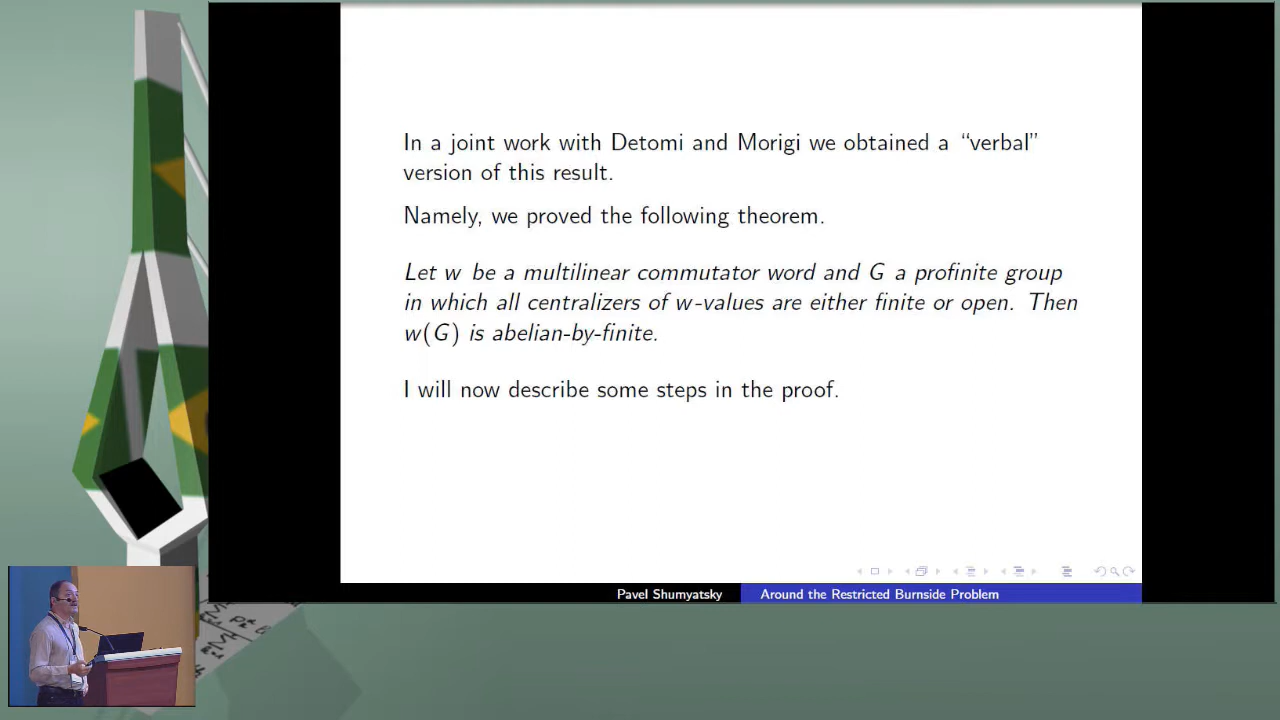 In a joint work with Detomi and Morigi we obtained a “verbal”
version of this result.
Namely, we proved the following theorem.
Let w be a multilinear commutator word and G a profinite group
in which all centralizers of w-values are either finite or open. Then
w(G) is abelian-by-finite.
I will now describe some steps in the proof.
Pavel Shumyatsky
Around the Restricted Burnside Problem